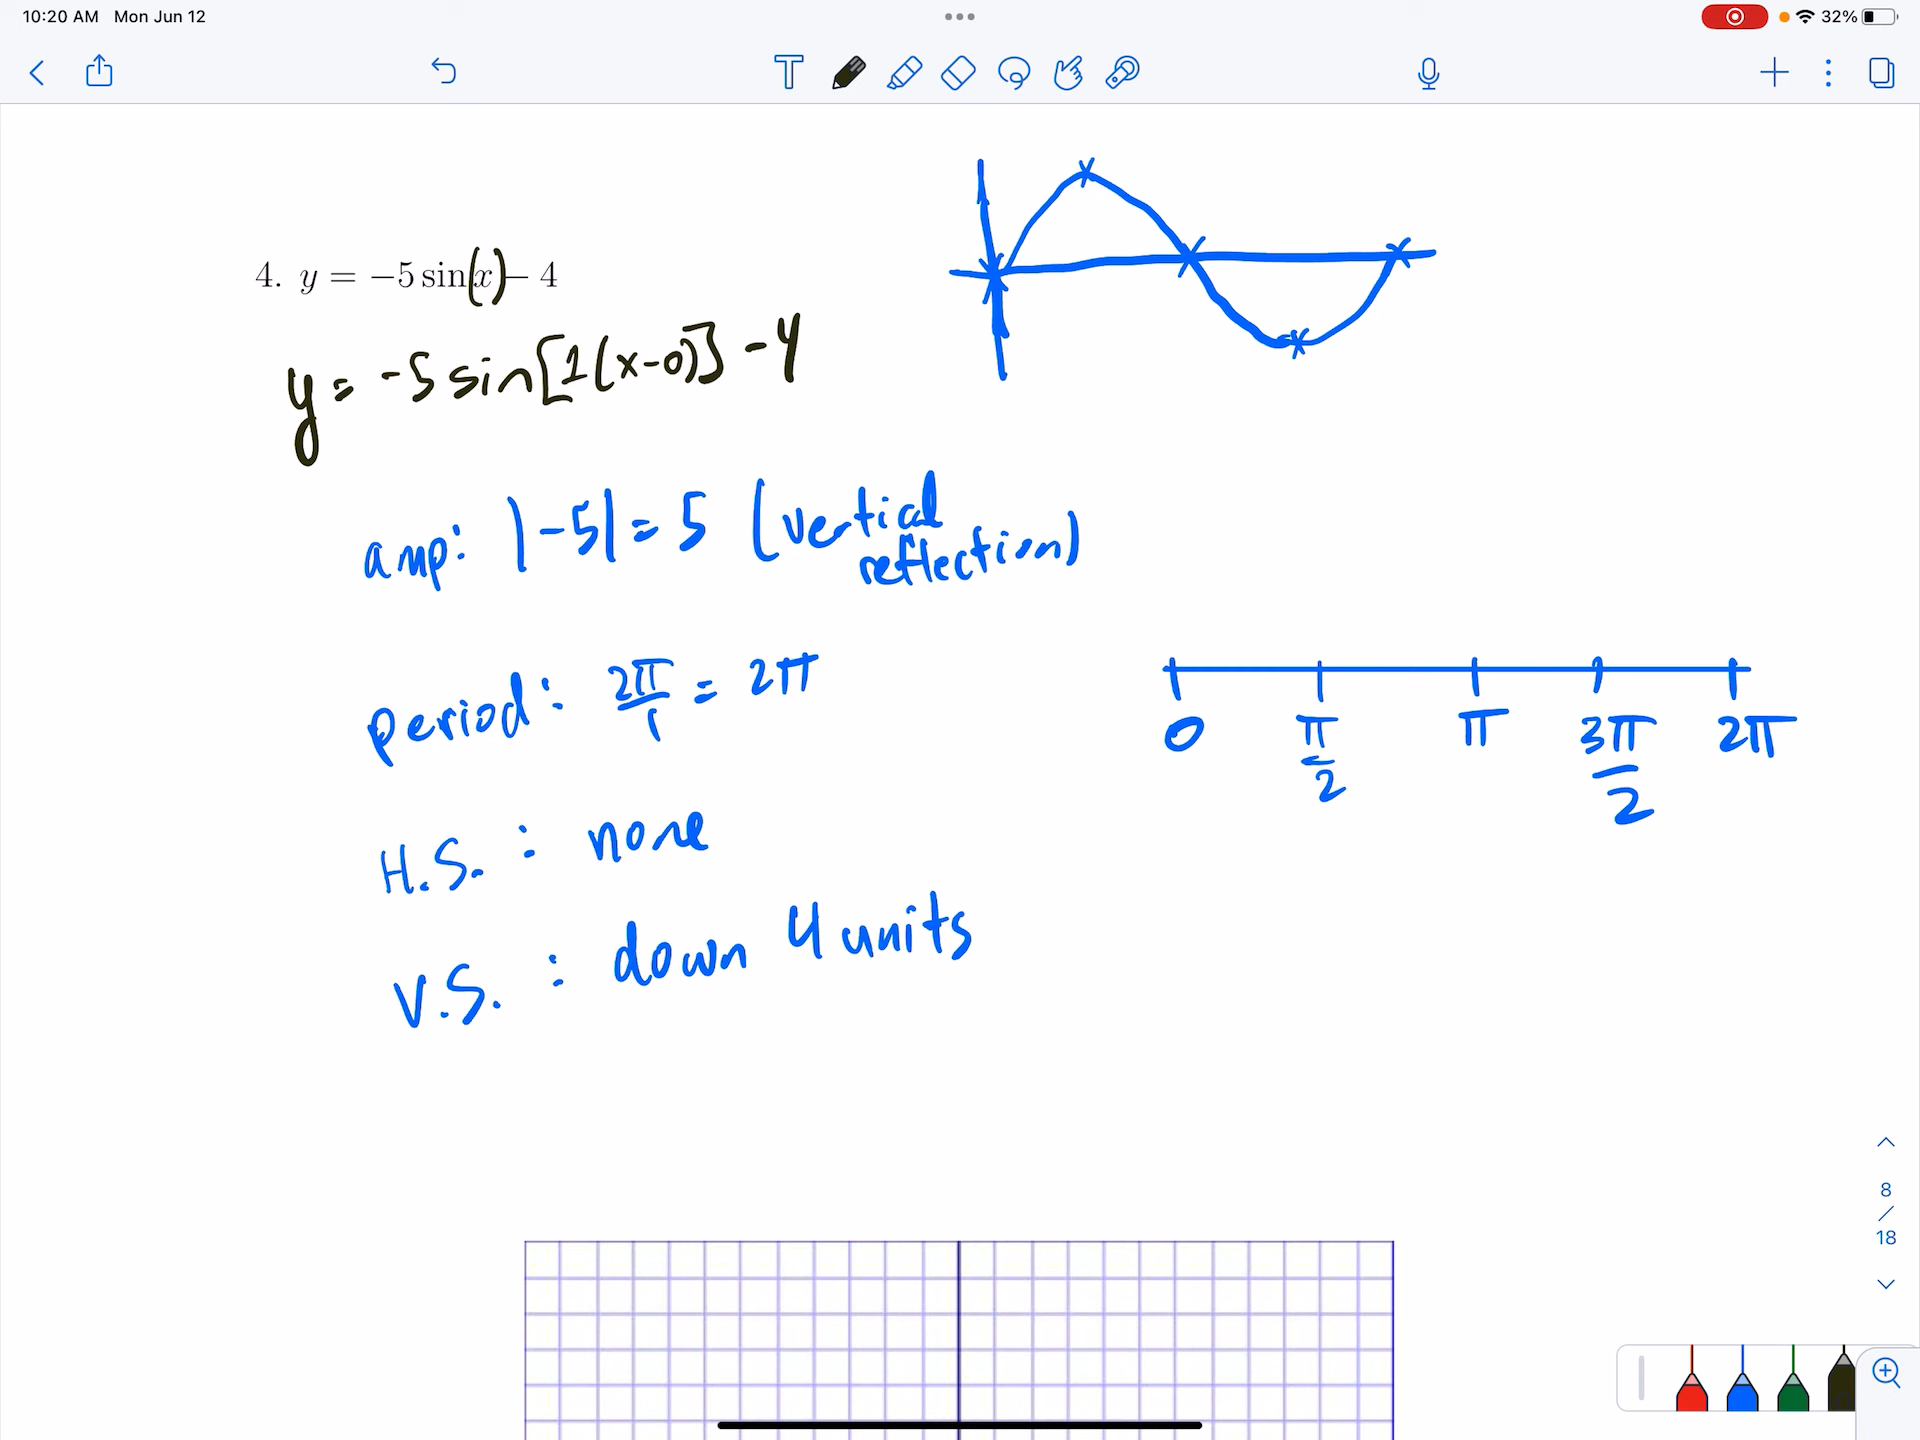 10:20 AM Mon Jun 12
32%
4. y = −5 sin(x) − 4
y = -5 sin[1(x-0)] -4
amp: |-5| = 5 (vertical
reflection)
period: 2π/1 = 2π
0 π/2 π 3π/2 2π
H.S. : none
V.S. : down 4 units
8
/
18